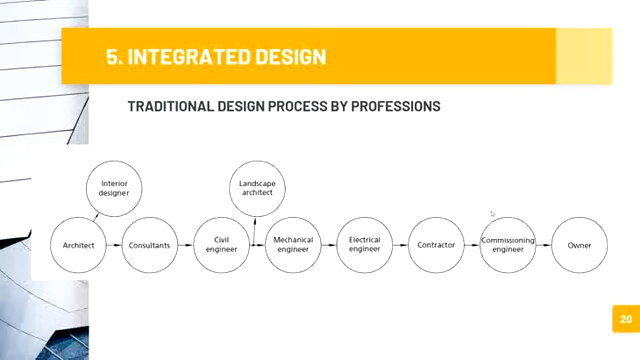 5. INTEGRATED DESIGN
TRADITIONAL DESIGN PROCESS BY PROFESSIONS
Interior
designer
Landscape
architect
Architect
Consultants
Civil
engineer
Mechanical
engineer
Electrical
engineer
Contractor
Commissioning
engineer
Owner
20